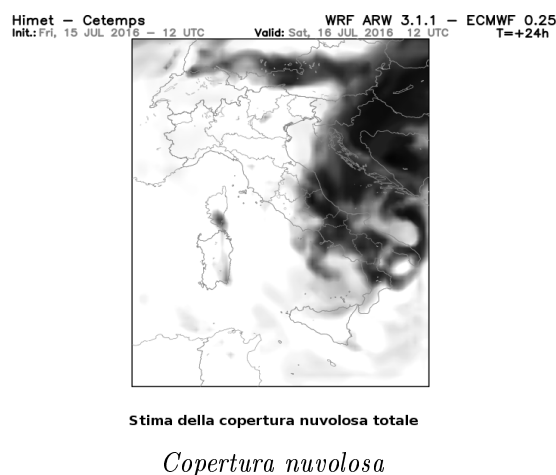 Himet – Cetemps WRF ARW 3.1.1 – ECMWF 0.25
Init.: Fri, 15 JUL 2016 – 12 UTC Valid: Sat, 16 JUL 2016 12 UTC T=+24h
Stima della copertura nuvolosa totale
Copertura nuvolosa